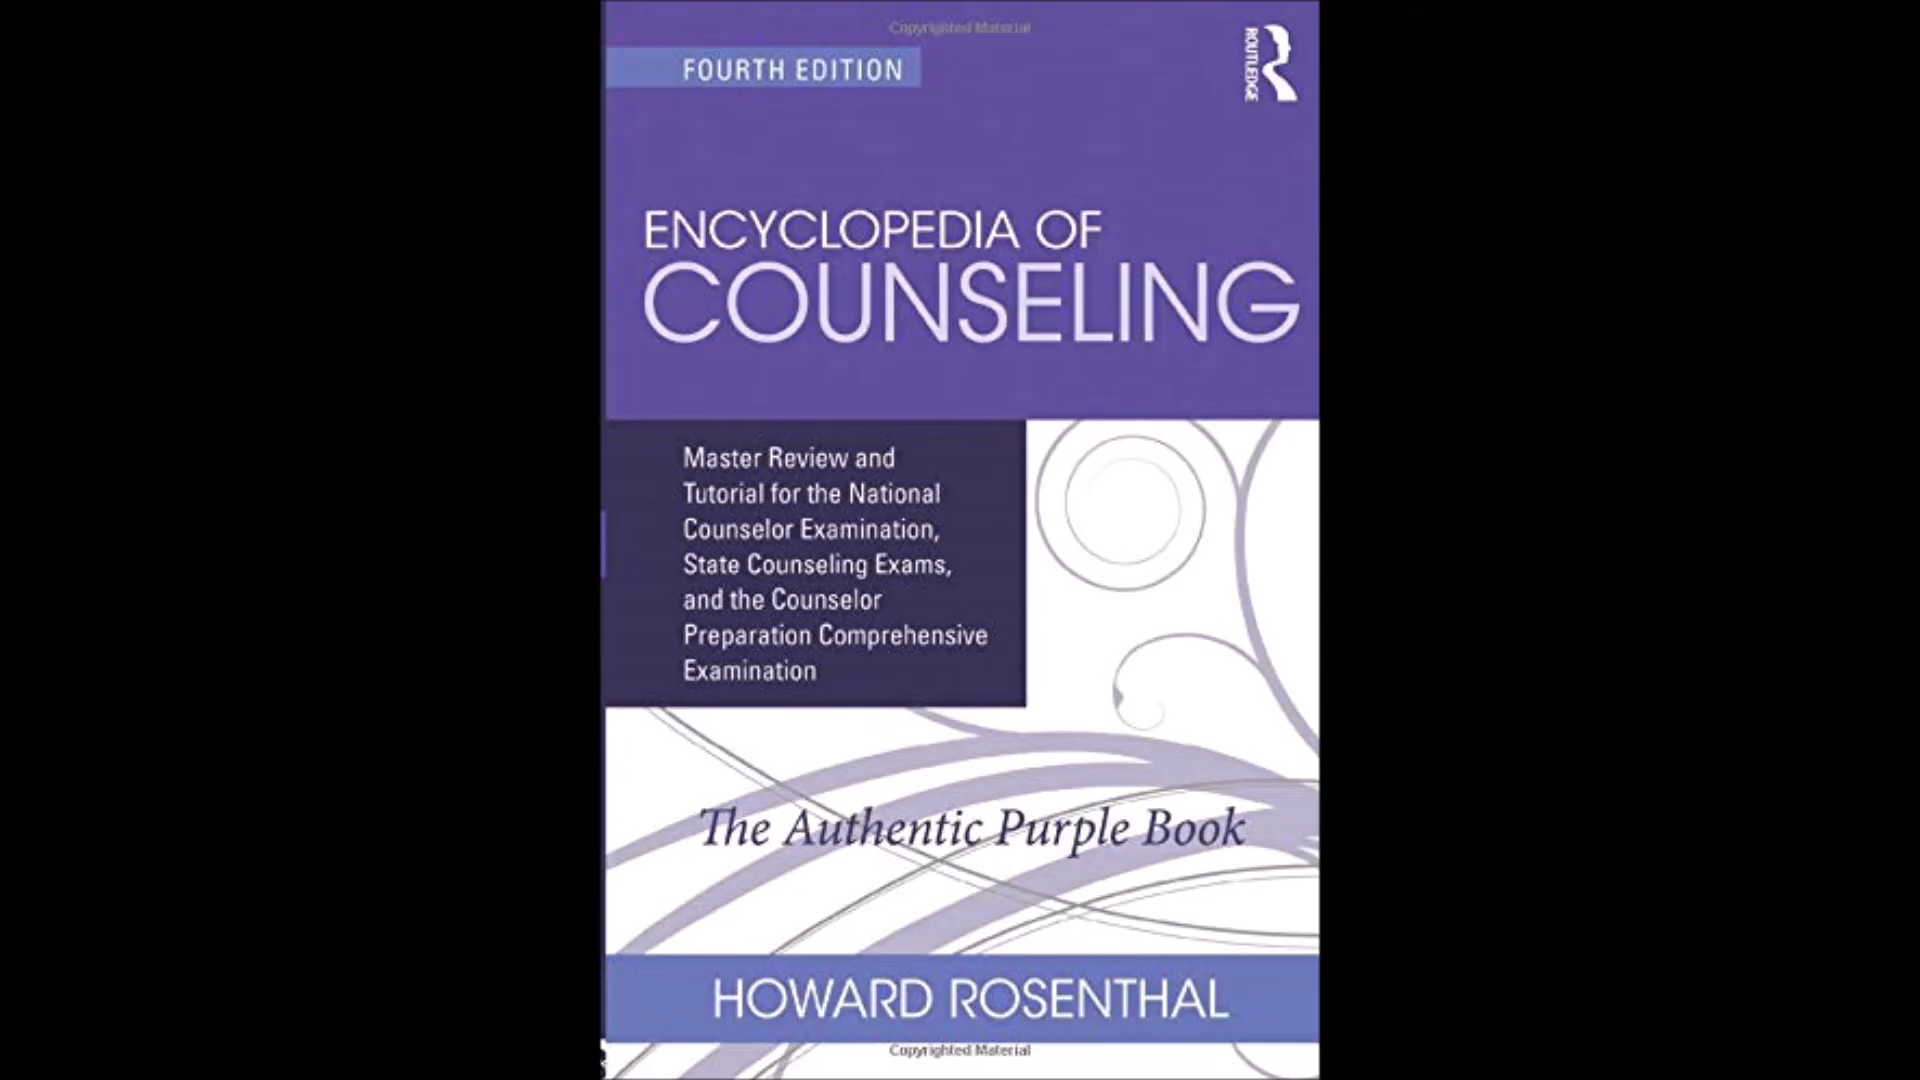 Copyrighted Material
FOURTH EDITION
ROUTLEDGE
ENCYCLOPEDIA OF
COUNSELING
Master Review and
Tutorial for the National
Counselor Examination,
State Counseling Exams,
and the Counselor
Preparation Comprehensive
Examination
The Authentic Purple Book
HOWARD ROSENTHAL
Copyrighted Material